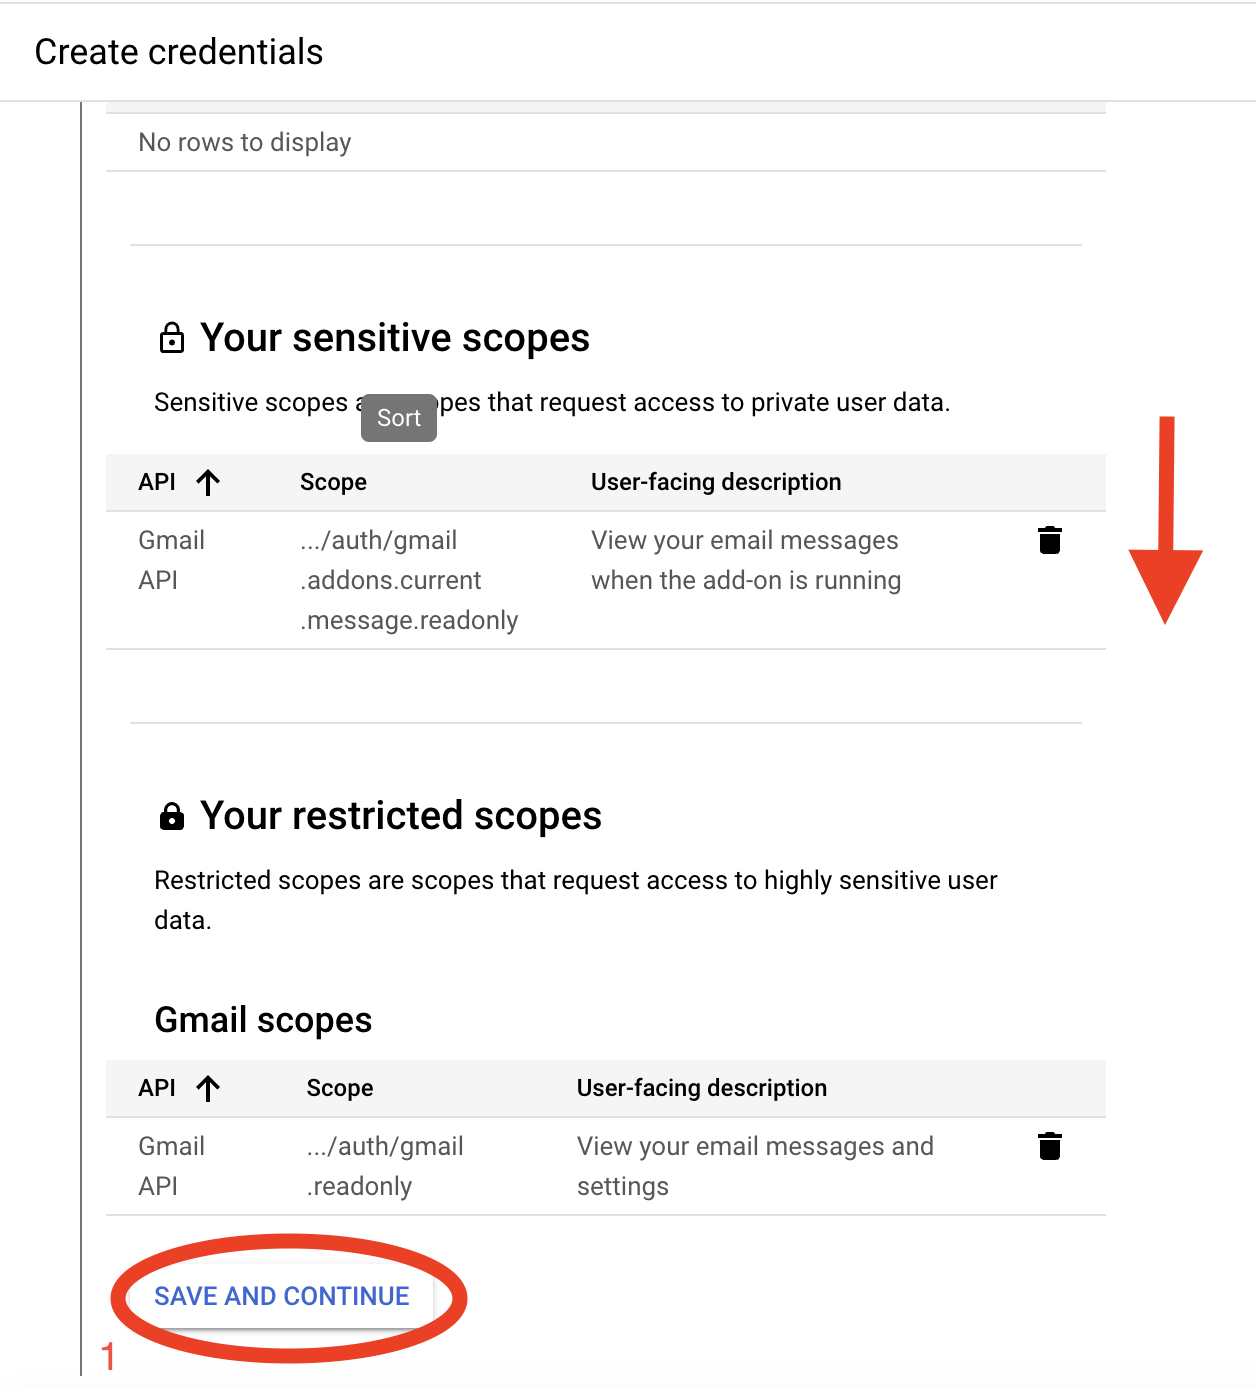 Create credentials
No rows to display
Your sensitive scopes
Sensitive scopes a opes that request access to private user data.
Sort
API Scope User-facing description
Gmail .../auth/gmail View your email messages
API .addons.current when the add-on is running
.message.readonly
Your restricted scopes
Restricted scopes are scopes that request access to highly sensitive user
data.
Gmail scopes
API Scope User-facing description
Gmail .../auth/gmail View your email messages and
API .readonly settings
SAVE AND CONTINUE
1